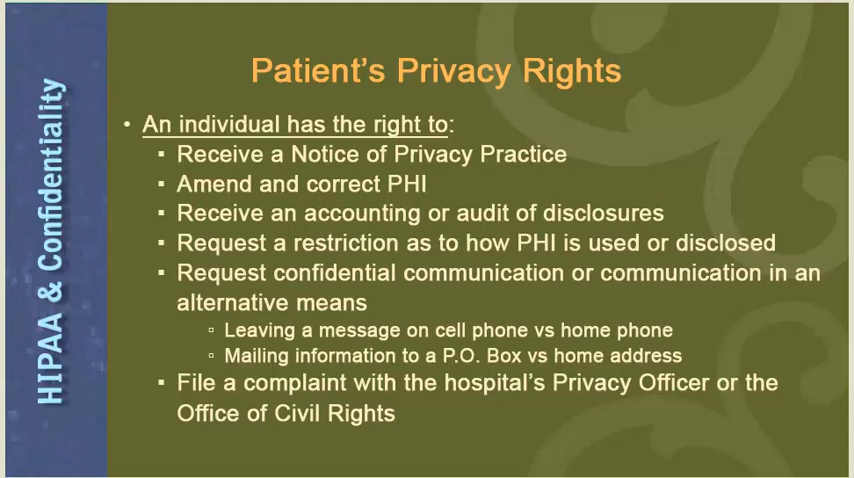 HIPAA & Confidentiality
Patient's Privacy Rights
• An individual has the right to:
▪ Receive a Notice of Privacy Practice
▪ Amend and correct PHI
▪ Receive an accounting or audit of disclosures
▪ Request a restriction as to how PHI is used or disclosed
▪ Request confidential communication or communication in an
alternative means
▫ Leaving a message on cell phone vs home phone
▫ Mailing information to a P.O. Box vs home address
▪ File a complaint with the hospital's Privacy Officer or the
Office of Civil Rights